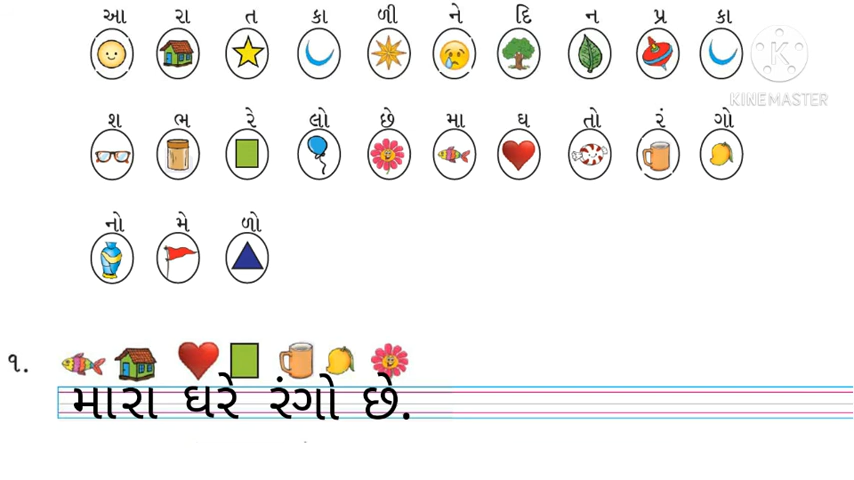 આ રા ત કા ળી ને દિ ન પ્ર કા
KINEMASTER
શ ભ રે લો છે મા ઘ તો રં ગો
નો મે ળો
૧.
મારા ઘરે રંગો છે.